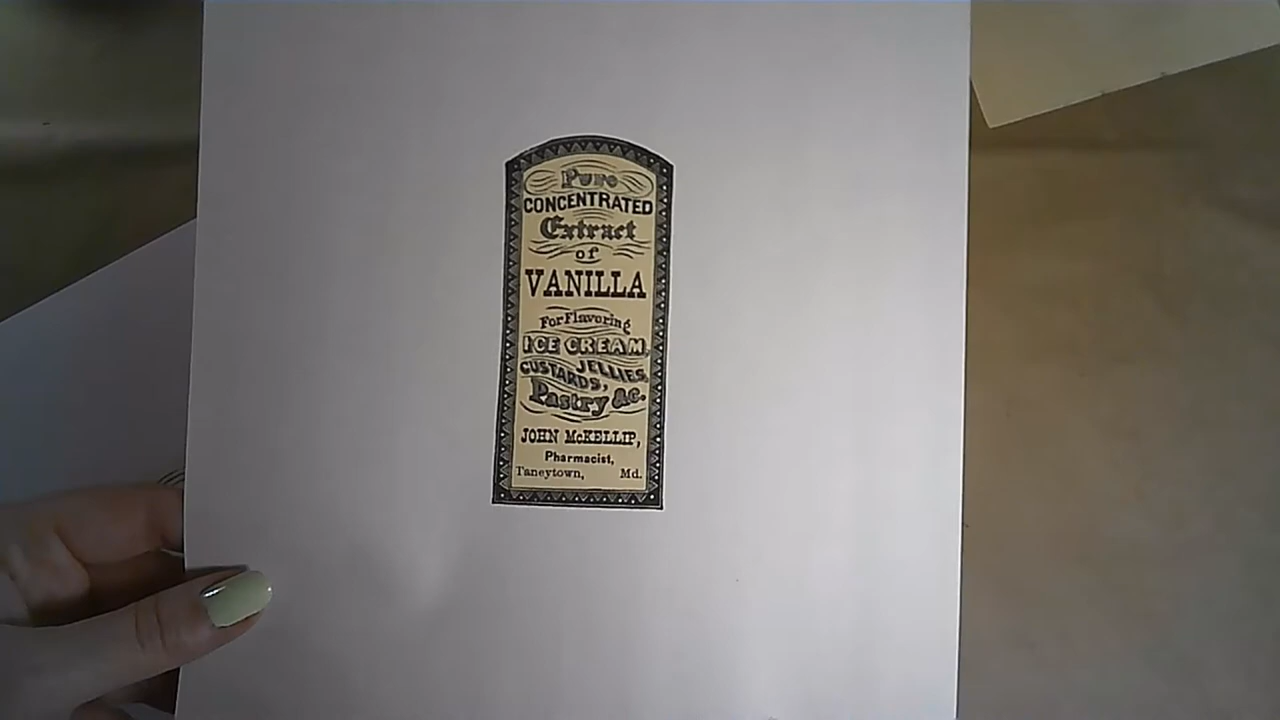 Pure
CONCENTRATED
Extract
of
VANILLA
For Flavoring
ICE CREAM,
JELLIES,
CUSTARDS,
Pastry &c.
JOHN McKELLIP,
Pharmacist,
Taneytown, Md.